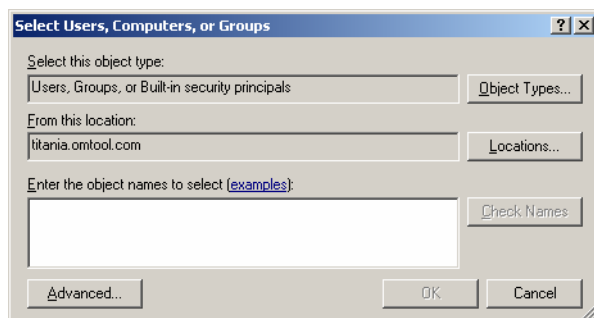 Select Users, Computers, or Groups
Select this object type:
Users, Groups, or Built-in security principals
Object Types...
From this location:
titania.omtool.com
Locations...
Enter the object names to select (examples):
Check Names
Advanced...
OK
Cancel